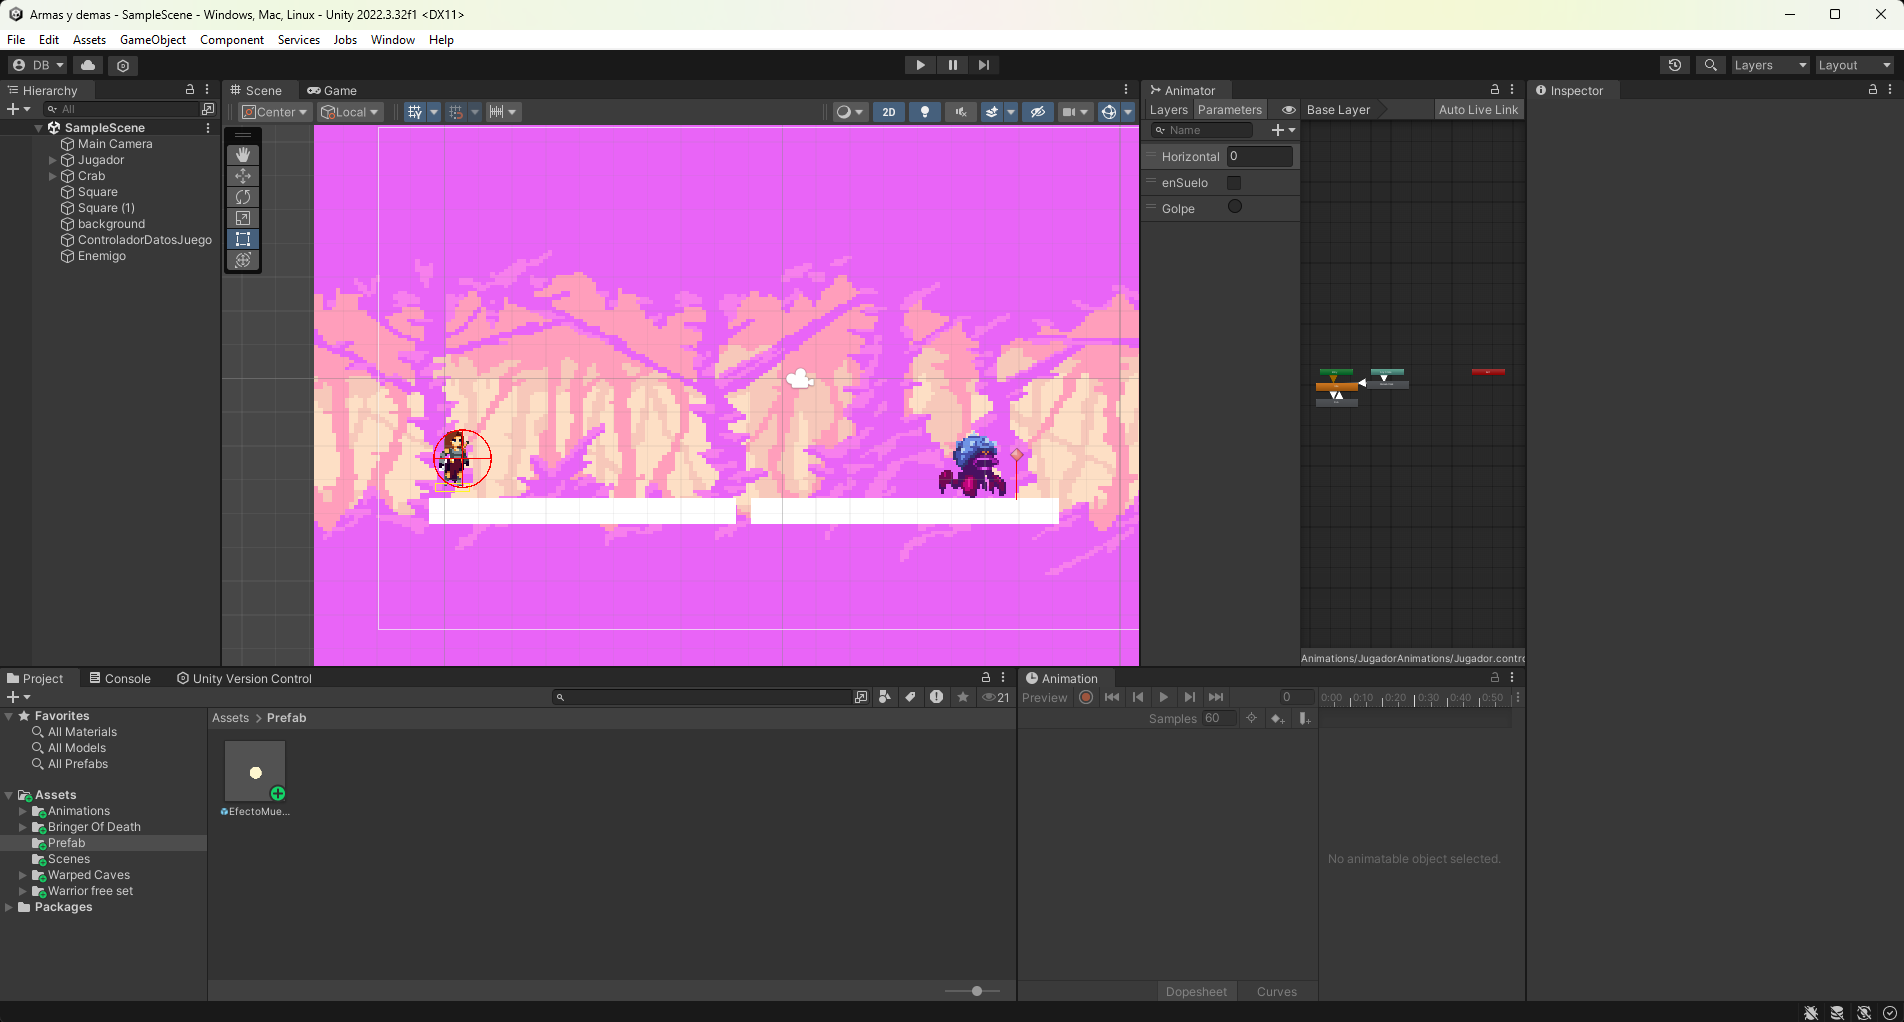 Armas y demas - SampleScene - Windows, Mac, Linux - Unity 2022.3.32f1 <DX11>
File Edit Assets GameObject Component Services Jobs Window Help
DB
Layers Layout
Hierarchy
All
SampleScene
Main Camera
Jugador
Crab
Square
Square (1)
background
ControladorDatosJuego
Enemigo
Scene Game
Center Local 2D
Animator
Layers Parameters Base Layer Auto Live Link
Name
Horizontal 0
enSuelo
Golpe
Animations/JugadorAnimations/Jugador.contro
Inspector
Project Console Unity Version Control
21
Favorites
All Materials
All Models
All Prefabs
Assets
Animations
Bringer Of Death
Prefab
Scenes
Warped Caves
Warrior free set
Packages
Assets > Prefab
EfectoMue...
Animation
Preview 0 0:00 0:10 0:20 0:30 0:40 0:50
Samples 60
No animatable object selected.
Dopesheet Curves